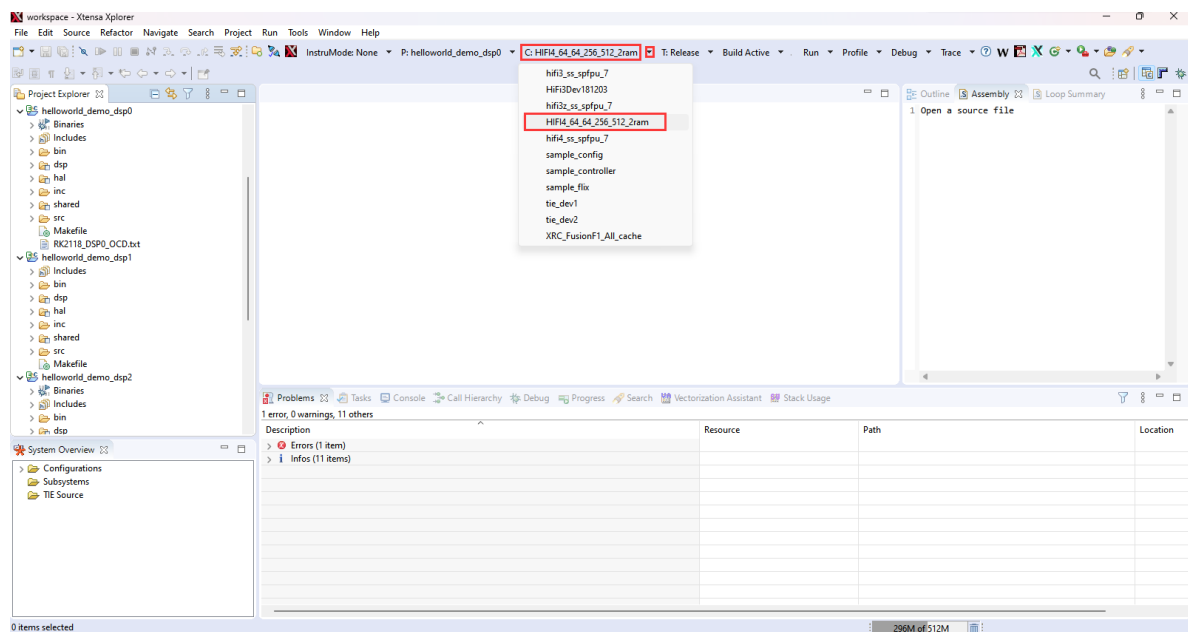 workspace - Xtensa Xplorer
File Edit Source Refactor Navigate Search Project Run Tools Window Help
InstruMode: None P: helloworld_demo_dsp0 C: HIFI4_64_64_256_512_2ram T: Release Build Active Run Profile Debug Trace
hifi3_ss_spfpu_7
HiFi3Dev181203
hifi3z_ss_spfpu_7
HIFI4_64_64_256_512_2ram
hifi4_ss_spfpu_7
sample_config
sample_controller
sample_flix
tie_dev1
tie_dev2
XRC_FusionF1_All_cache
Project Explorer
helloworld_demo_dsp0
Binaries
Includes
bin
dsp
hal
inc
shared
src
Makefile
RK2118_DSP0_OCD.txt
helloworld_demo_dsp1
Includes
bin
dsp
hal
inc
shared
src
Makefile
helloworld_demo_dsp2
Binaries
Includes
bin
dsp
Outline Assembly Loop Summary
1 Open a source file
System Overview
Configurations
Subsystems
TIE Source
Problems Tasks Console Call Hierarchy Debug Progress Search Vectorization Assistant Stack Usage
1 error, 0 warnings, 11 others
Description Resource Path Location
Errors (1 item)
Infos (11 items)
0 items selected
296M of 512M